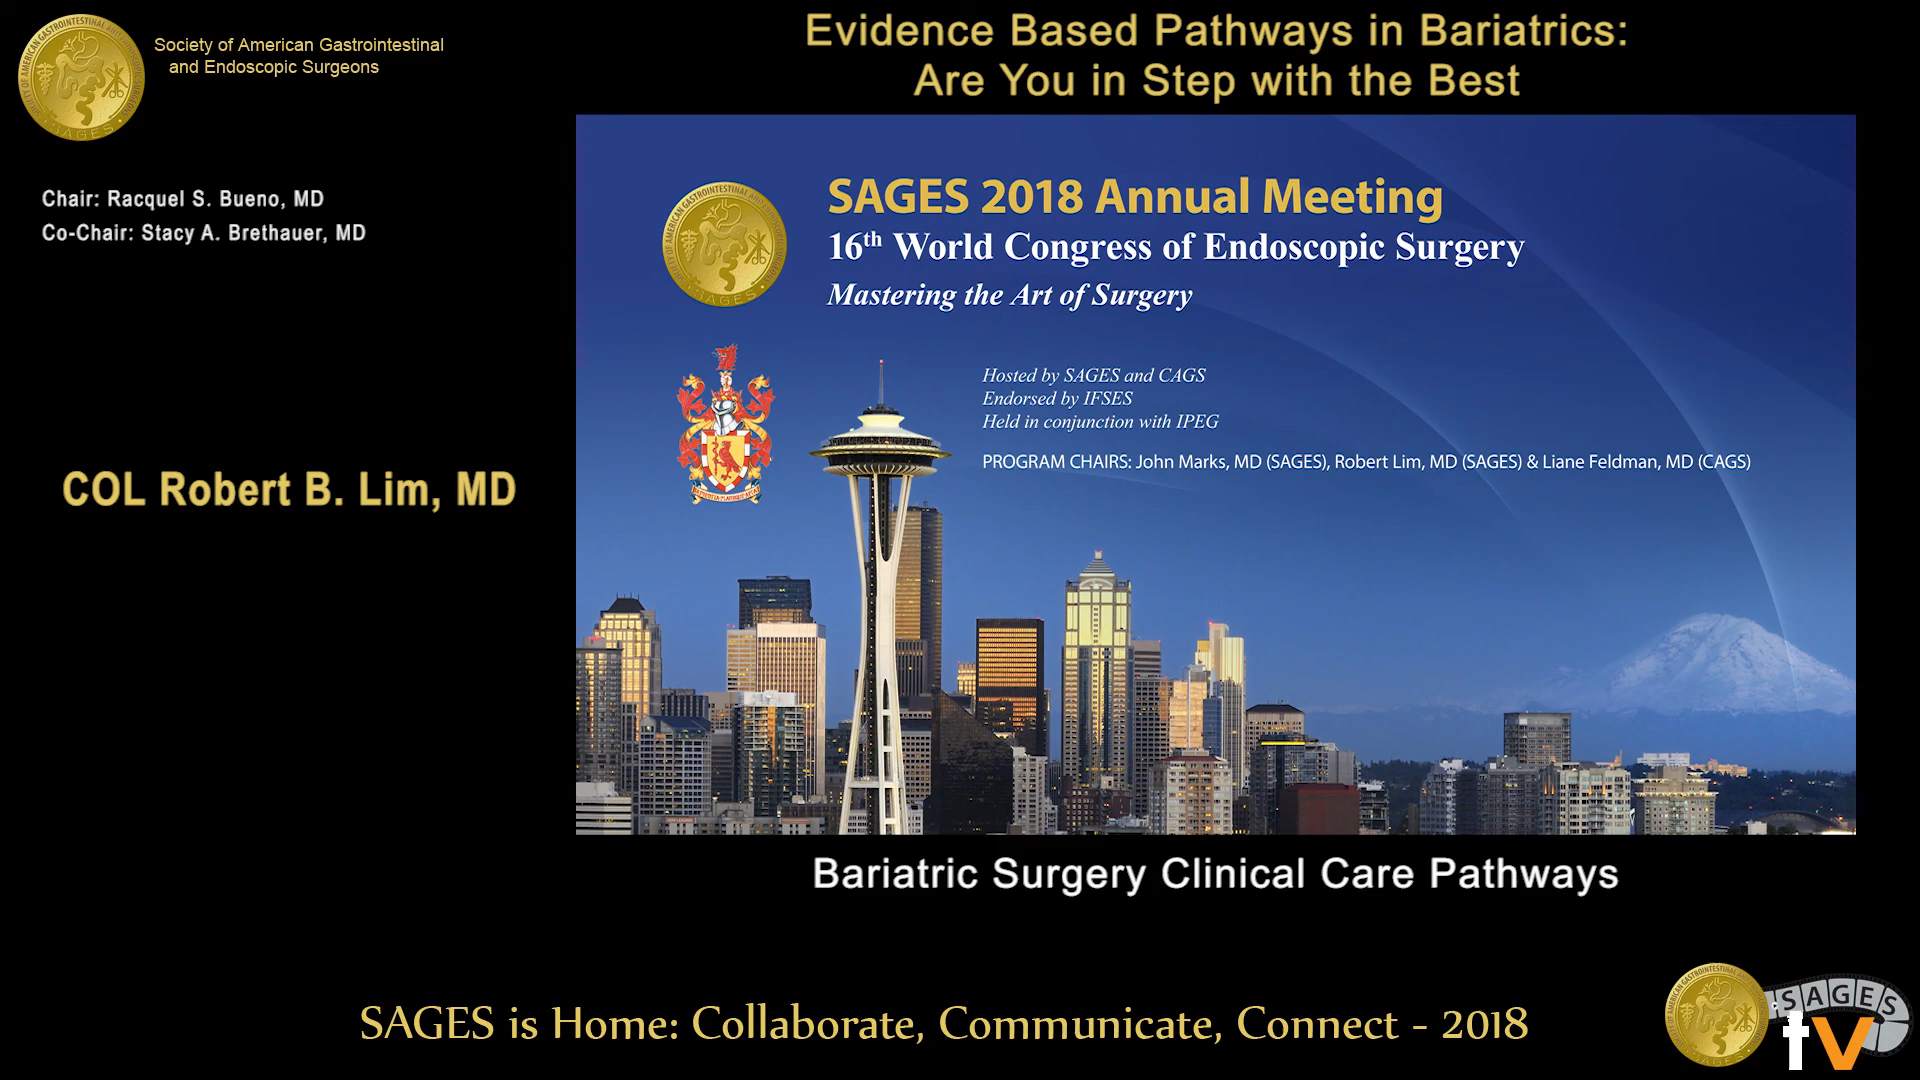 Society of American Gastrointestinal
and Endoscopic Surgeons
Evidence Based Pathways in Bariatrics:
Are You in Step with the Best
Chair: Racquel S. Bueno, MD
Co-Chair: Stacy A. Brethauer, MD
COL Robert B. Lim, MD
SAGES 2018 Annual Meeting
16th World Congress of Endoscopic Surgery
Mastering the Art of Surgery
Hosted by SAGES and CAGS
Endorsed by IFSES
Held in conjunction with IPEG
PROGRAM CHAIRS: John Marks, MD (SAGES), Robert Lim, MD (SAGES) & Liane Feldman, MD (CAGS)
Bariatric Surgery Clinical Care Pathways
SAGES is Home: Collaborate, Communicate, Connect - 2018
SAGES
tv